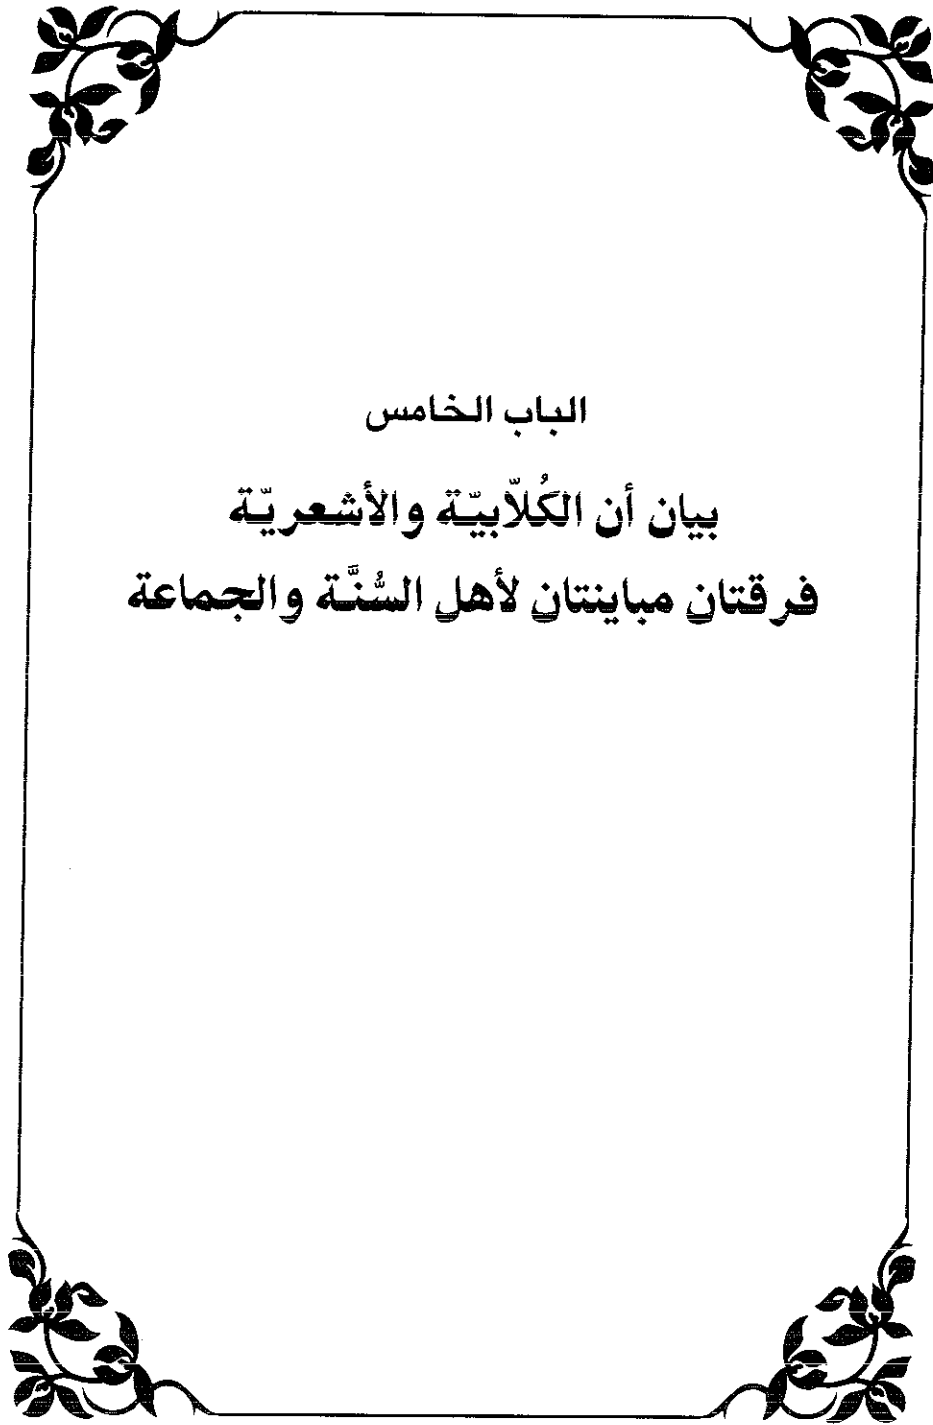 الباب الخامس
بيان أن الكُلّابيّة والأشعريّة
فرقتان مباينتان لأهل السُّنَّة والجماعة